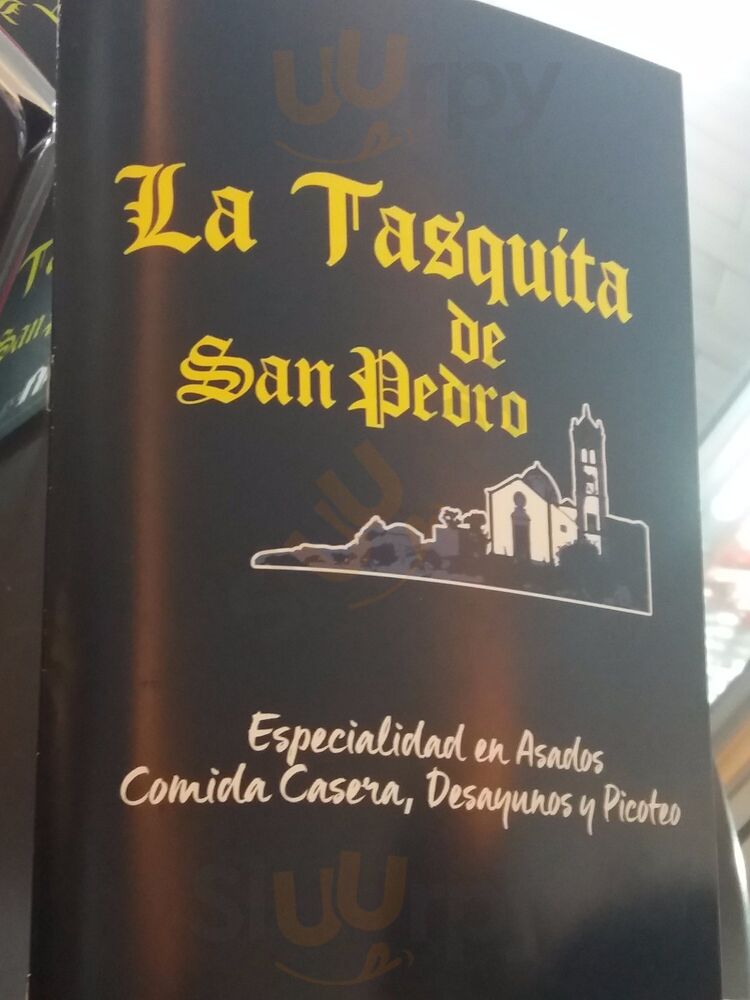 La Tasquita
de
San Pedro
Especialidad en Asados
Comida Casera, Desayunos y Picoteo